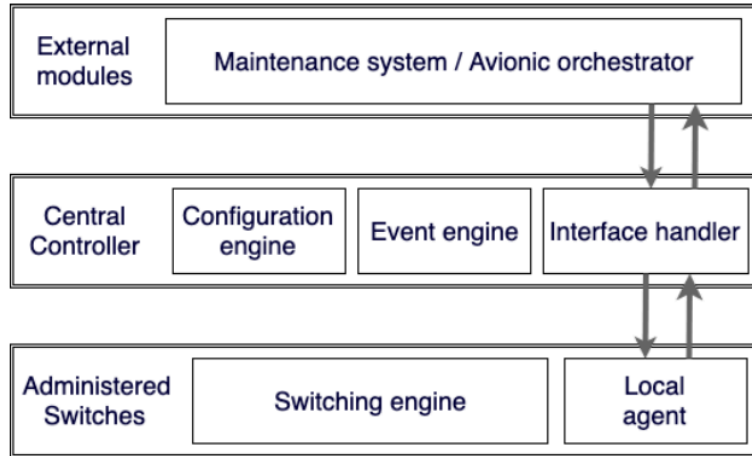 External
modules
Maintenance system / Avionic orchestrator
Central
Controller
Configuration
engine
Event engine
Interface handler
Administered
Switches
Switching engine
Local
agent